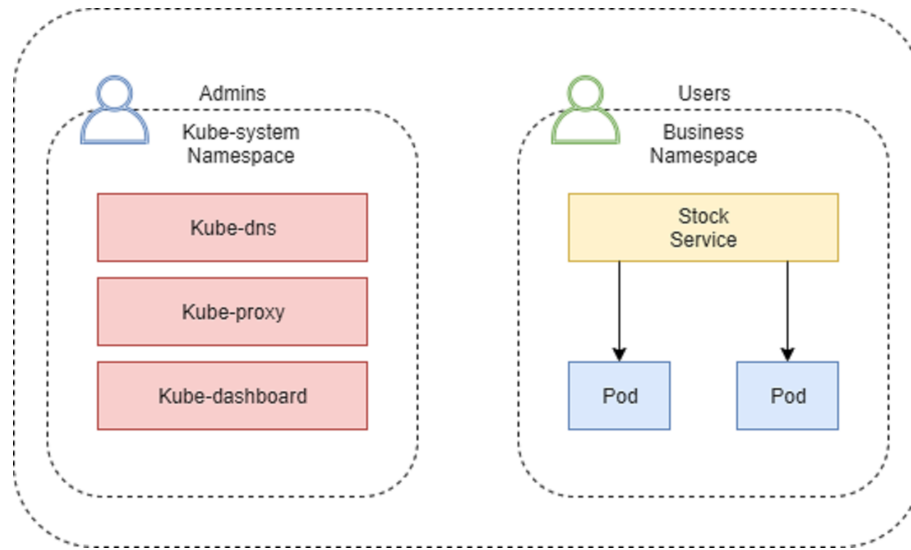 Admins
Kube-system
Namespace
Kube-dns
Kube-proxy
Kube-dashboard
Users
Business
Namespace
Stock
Service
Pod
Pod